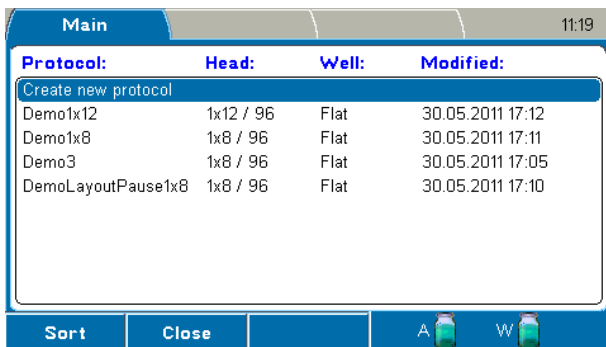 Main 11:19
Protocol: Head: Well: Modified:
Create new protocol
Demo1x12 1x12 / 96 Flat 30.05.2011 17:12
Demo1x8 1x8 / 96 Flat 30.05.2011 17:11
Demo3 1x8 / 96 Flat 30.05.2011 17:05
DemoLayoutPause1x8 1x8 / 96 Flat 30.05.2011 17:10
Sort Close A W